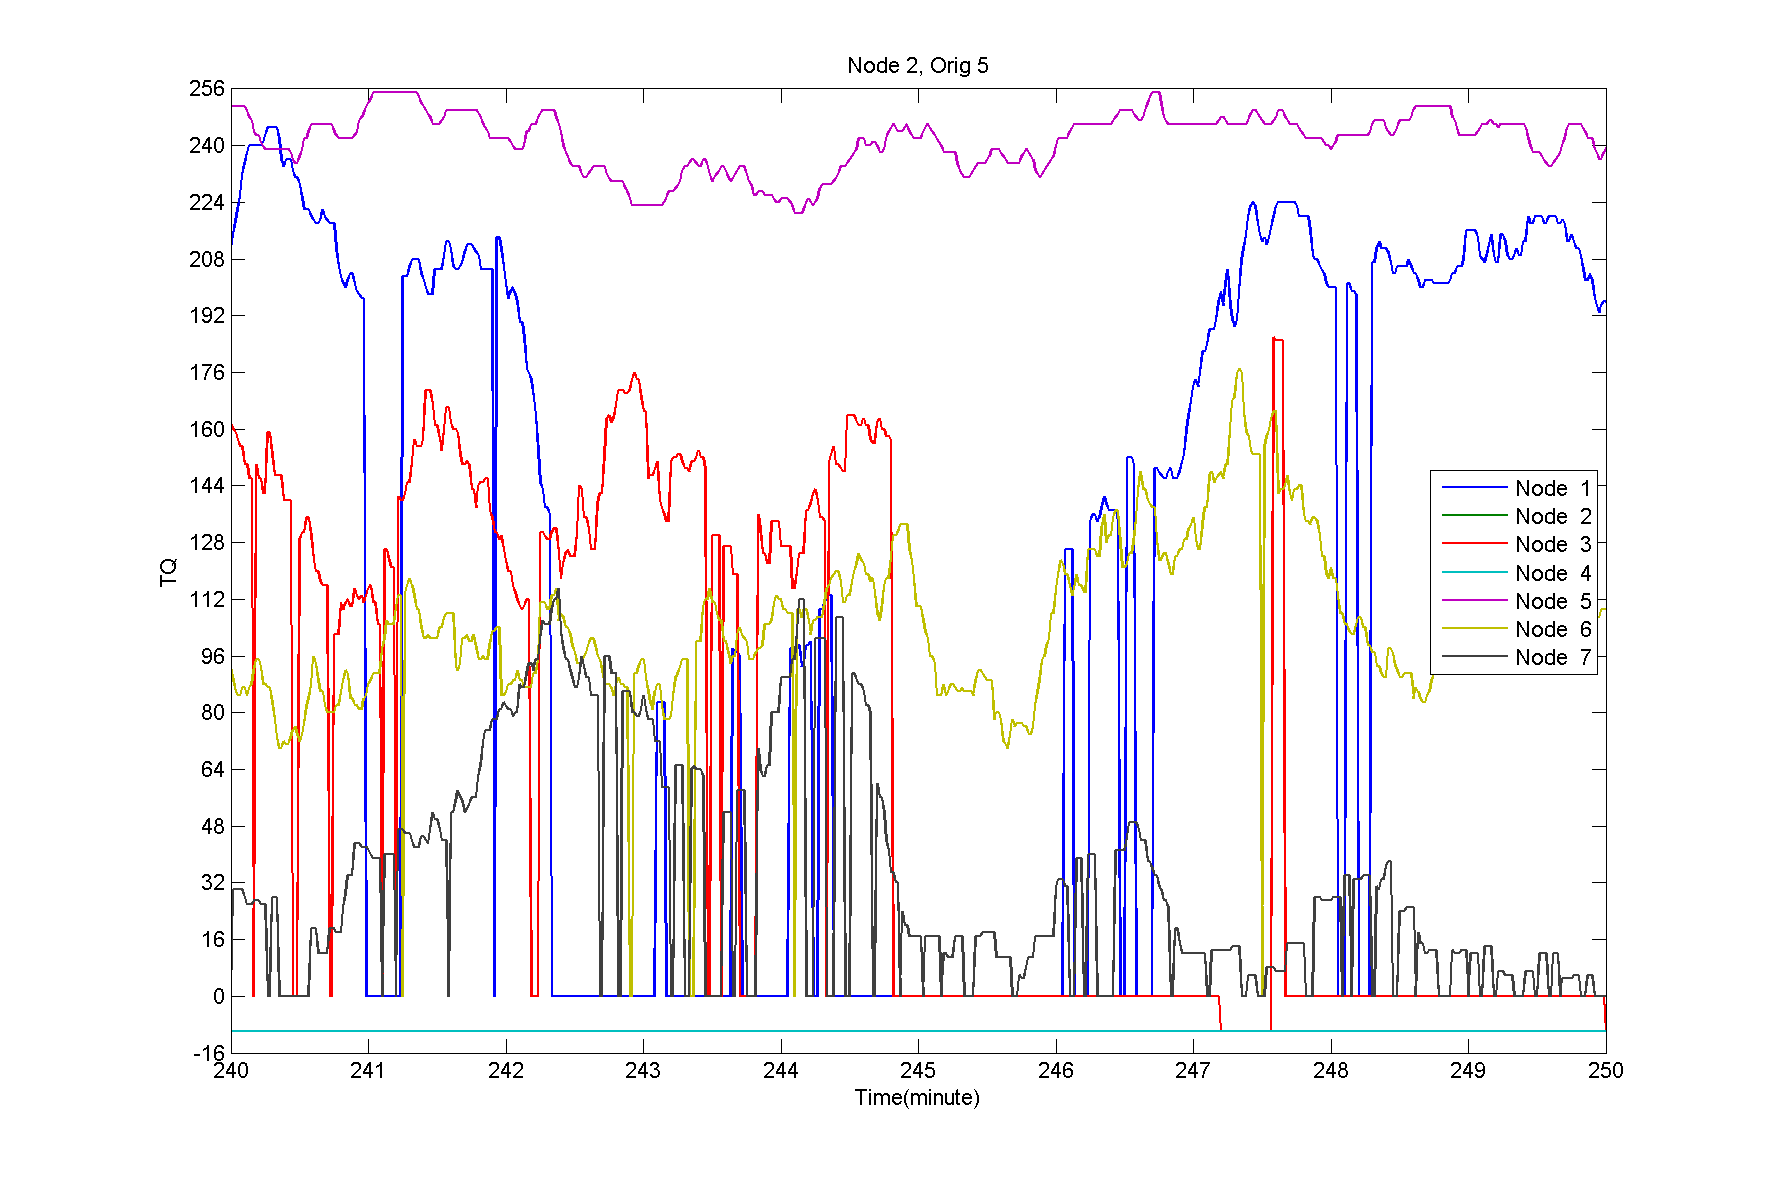 Node 2, Orig 5
256
240
224
208
192
176
160
144
128
112
96
80
64
48
32
16
0
-16
TQ
240 241 242 243 244 245 246 247 248 249 250
Time(minute)
Node 1
Node 2
Node 3
Node 4
Node 5
Node 6
Node 7